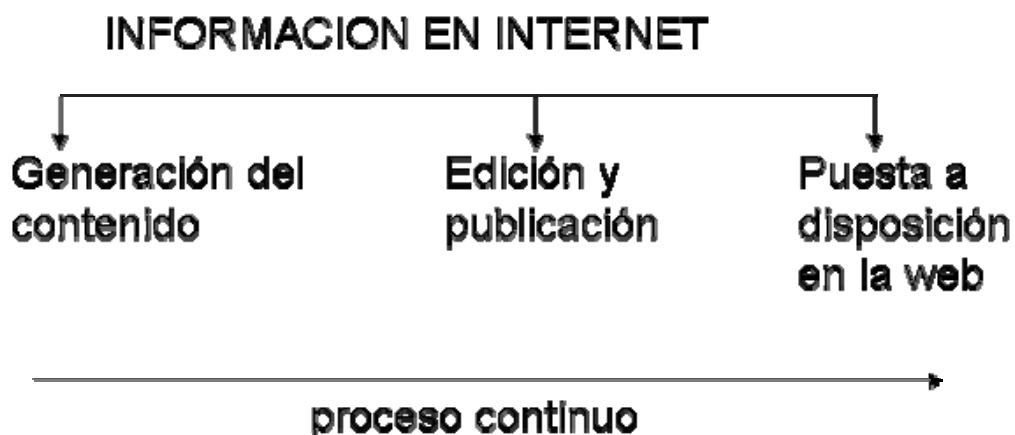 INFORMACION EN INTERNET
Generación del
contenido
Edición y
publicación
Puesta a
disposición
en la web
proceso continuo